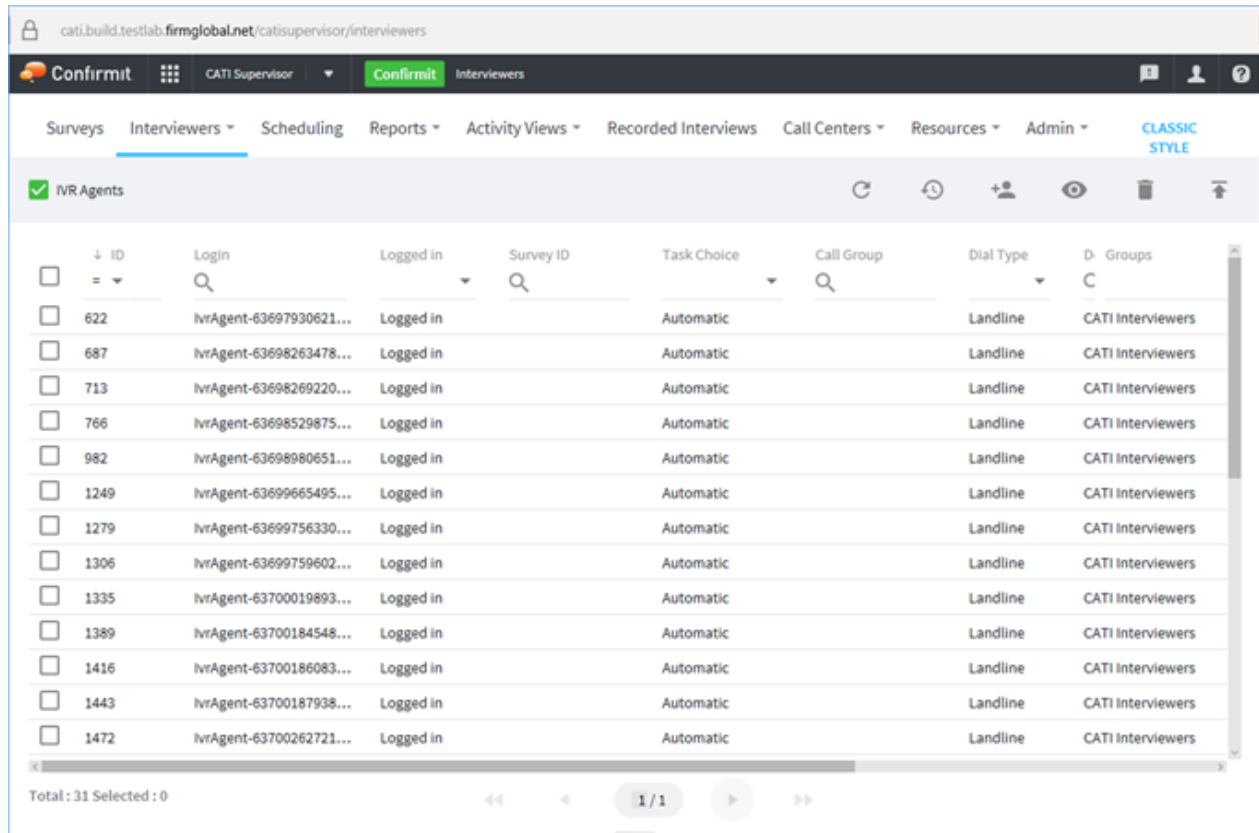 cati.build.testlab.firmglobal.net/catisupervisor/interviewers
Confirmit CATI Supervisor Confirmit Interviewers
Surveys Interviewers Scheduling Reports Activity Views Recorded Interviews Call Centers Resources Admin CLASSIC STYLE
IVR Agents
ID Login Logged in Survey ID Task Choice Call Group Dial Type D Groups
=
622 IvrAgent-63697930621... Logged in Automatic Landline CATI Interviewers
687 IvrAgent-63698263478... Logged in Automatic Landline CATI Interviewers
713 IvrAgent-63698269220... Logged in Automatic Landline CATI Interviewers
766 IvrAgent-63698529875... Logged in Automatic Landline CATI Interviewers
982 IvrAgent-63698980651... Logged in Automatic Landline CATI Interviewers
1249 IvrAgent-63699665495... Logged in Automatic Landline CATI Interviewers
1279 IvrAgent-63699756330... Logged in Automatic Landline CATI Interviewers
1306 IvrAgent-63699759602... Logged in Automatic Landline CATI Interviewers
1335 IvrAgent-63700019893... Logged in Automatic Landline CATI Interviewers
1389 IvrAgent-63700184548... Logged in Automatic Landline CATI Interviewers
1416 IvrAgent-63700186083... Logged in Automatic Landline CATI Interviewers
1443 IvrAgent-63700187938... Logged in Automatic Landline CATI Interviewers
1472 IvrAgent-63700262721... Logged in Automatic Landline CATI Interviewers
Total : 31 Selected : 0 1 / 1